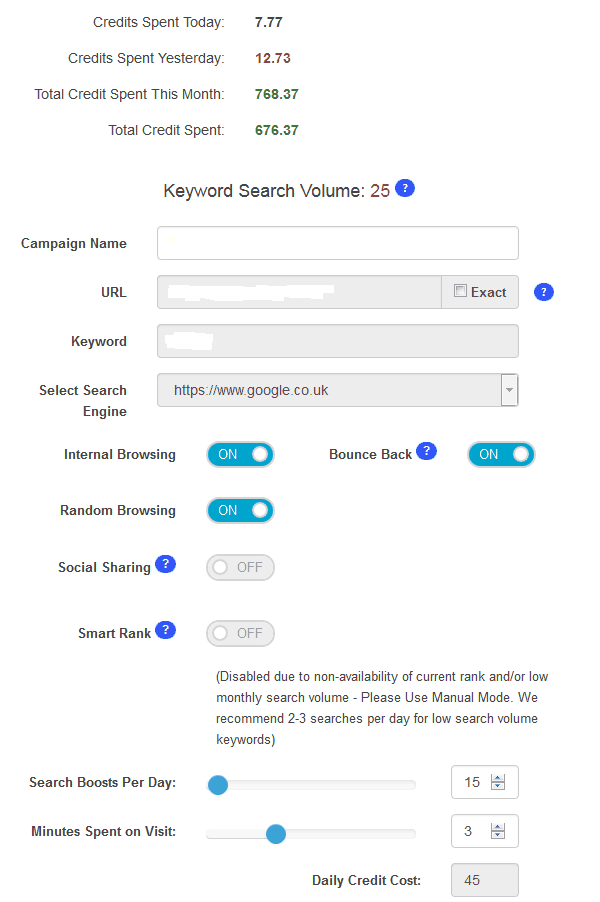 Credits Spent Today: 7.77
Credits Spent Yesterday: 12.73
Total Credit Spent This Month: 768.37
Total Credit Spent: 676.37
Keyword Search Volume: 25 ?
Campaign Name
URL Exact ?
Keyword
Select Search Engine https://www.google.co.uk
Internal Browsing ON Bounce Back ? ON
Random Browsing ON
Social Sharing ? OFF
Smart Rank ? OFF
(Disabled due to non-availability of current rank and/or low
monthly search volume - Please Use Manual Mode. We
recommend 2-3 searches per day for low search volume
keywords)
Search Boosts Per Day: 15
Minutes Spent on Visit: 3
Daily Credit Cost: 45